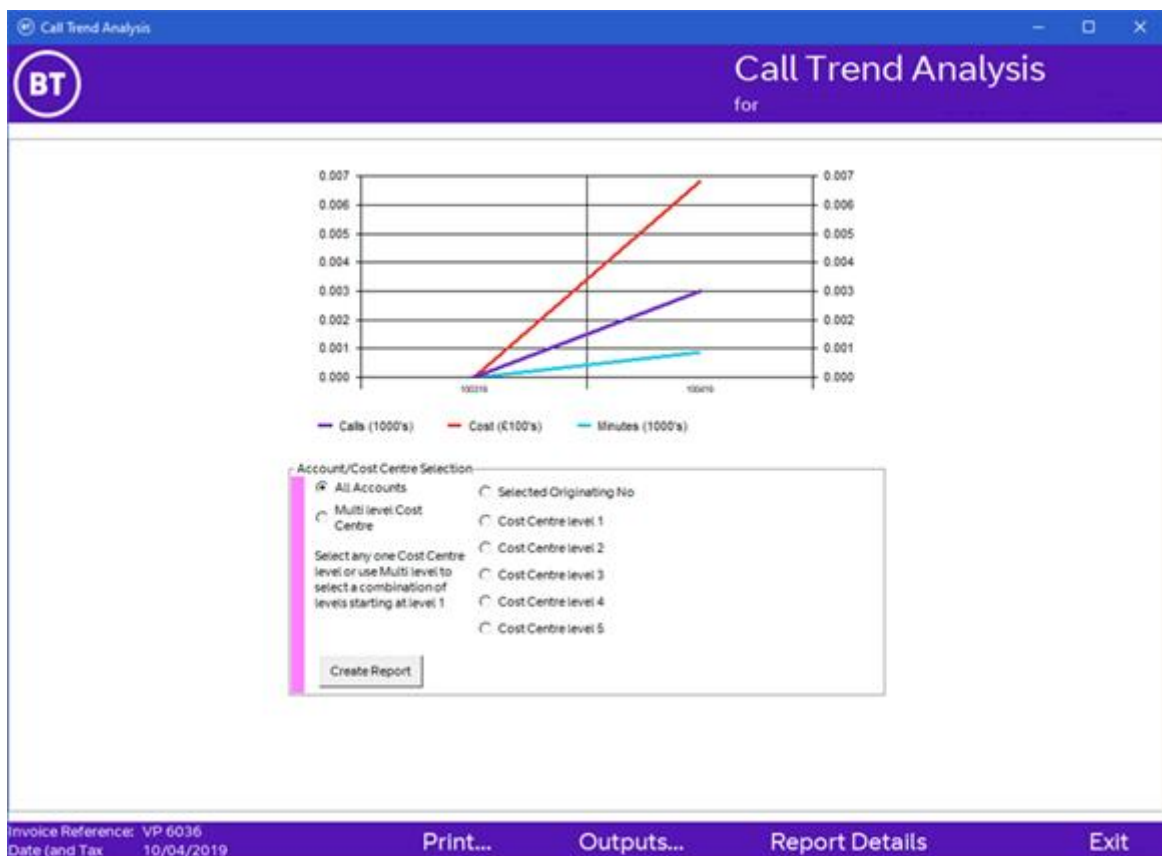 BT Call Trend Analysis
BT
Call Trend Analysis
for
0.007 0.007
0.006 0.006
0.005 0.005
0.004 0.004
0.003 0.003
0.002 0.002
0.001 0.001
0.000 0.000
100319 100419
Calls (1000's) Cost (£100's) Minutes (1000's)
Account/Cost Centre Selection
All Accounts
Multi level Cost
Centre
Select any one Cost Centre
level or use Multi level to
select a combination of
levels starting at level 1
Selected Originating No
Cost Centre level 1
Cost Centre level 2
Cost Centre level 3
Cost Centre level 4
Cost Centre level 5
Create Report
Invoice Reference: VP 6036
Date (and Tax 10/04/2019
Print... Outputs... Report Details Exit